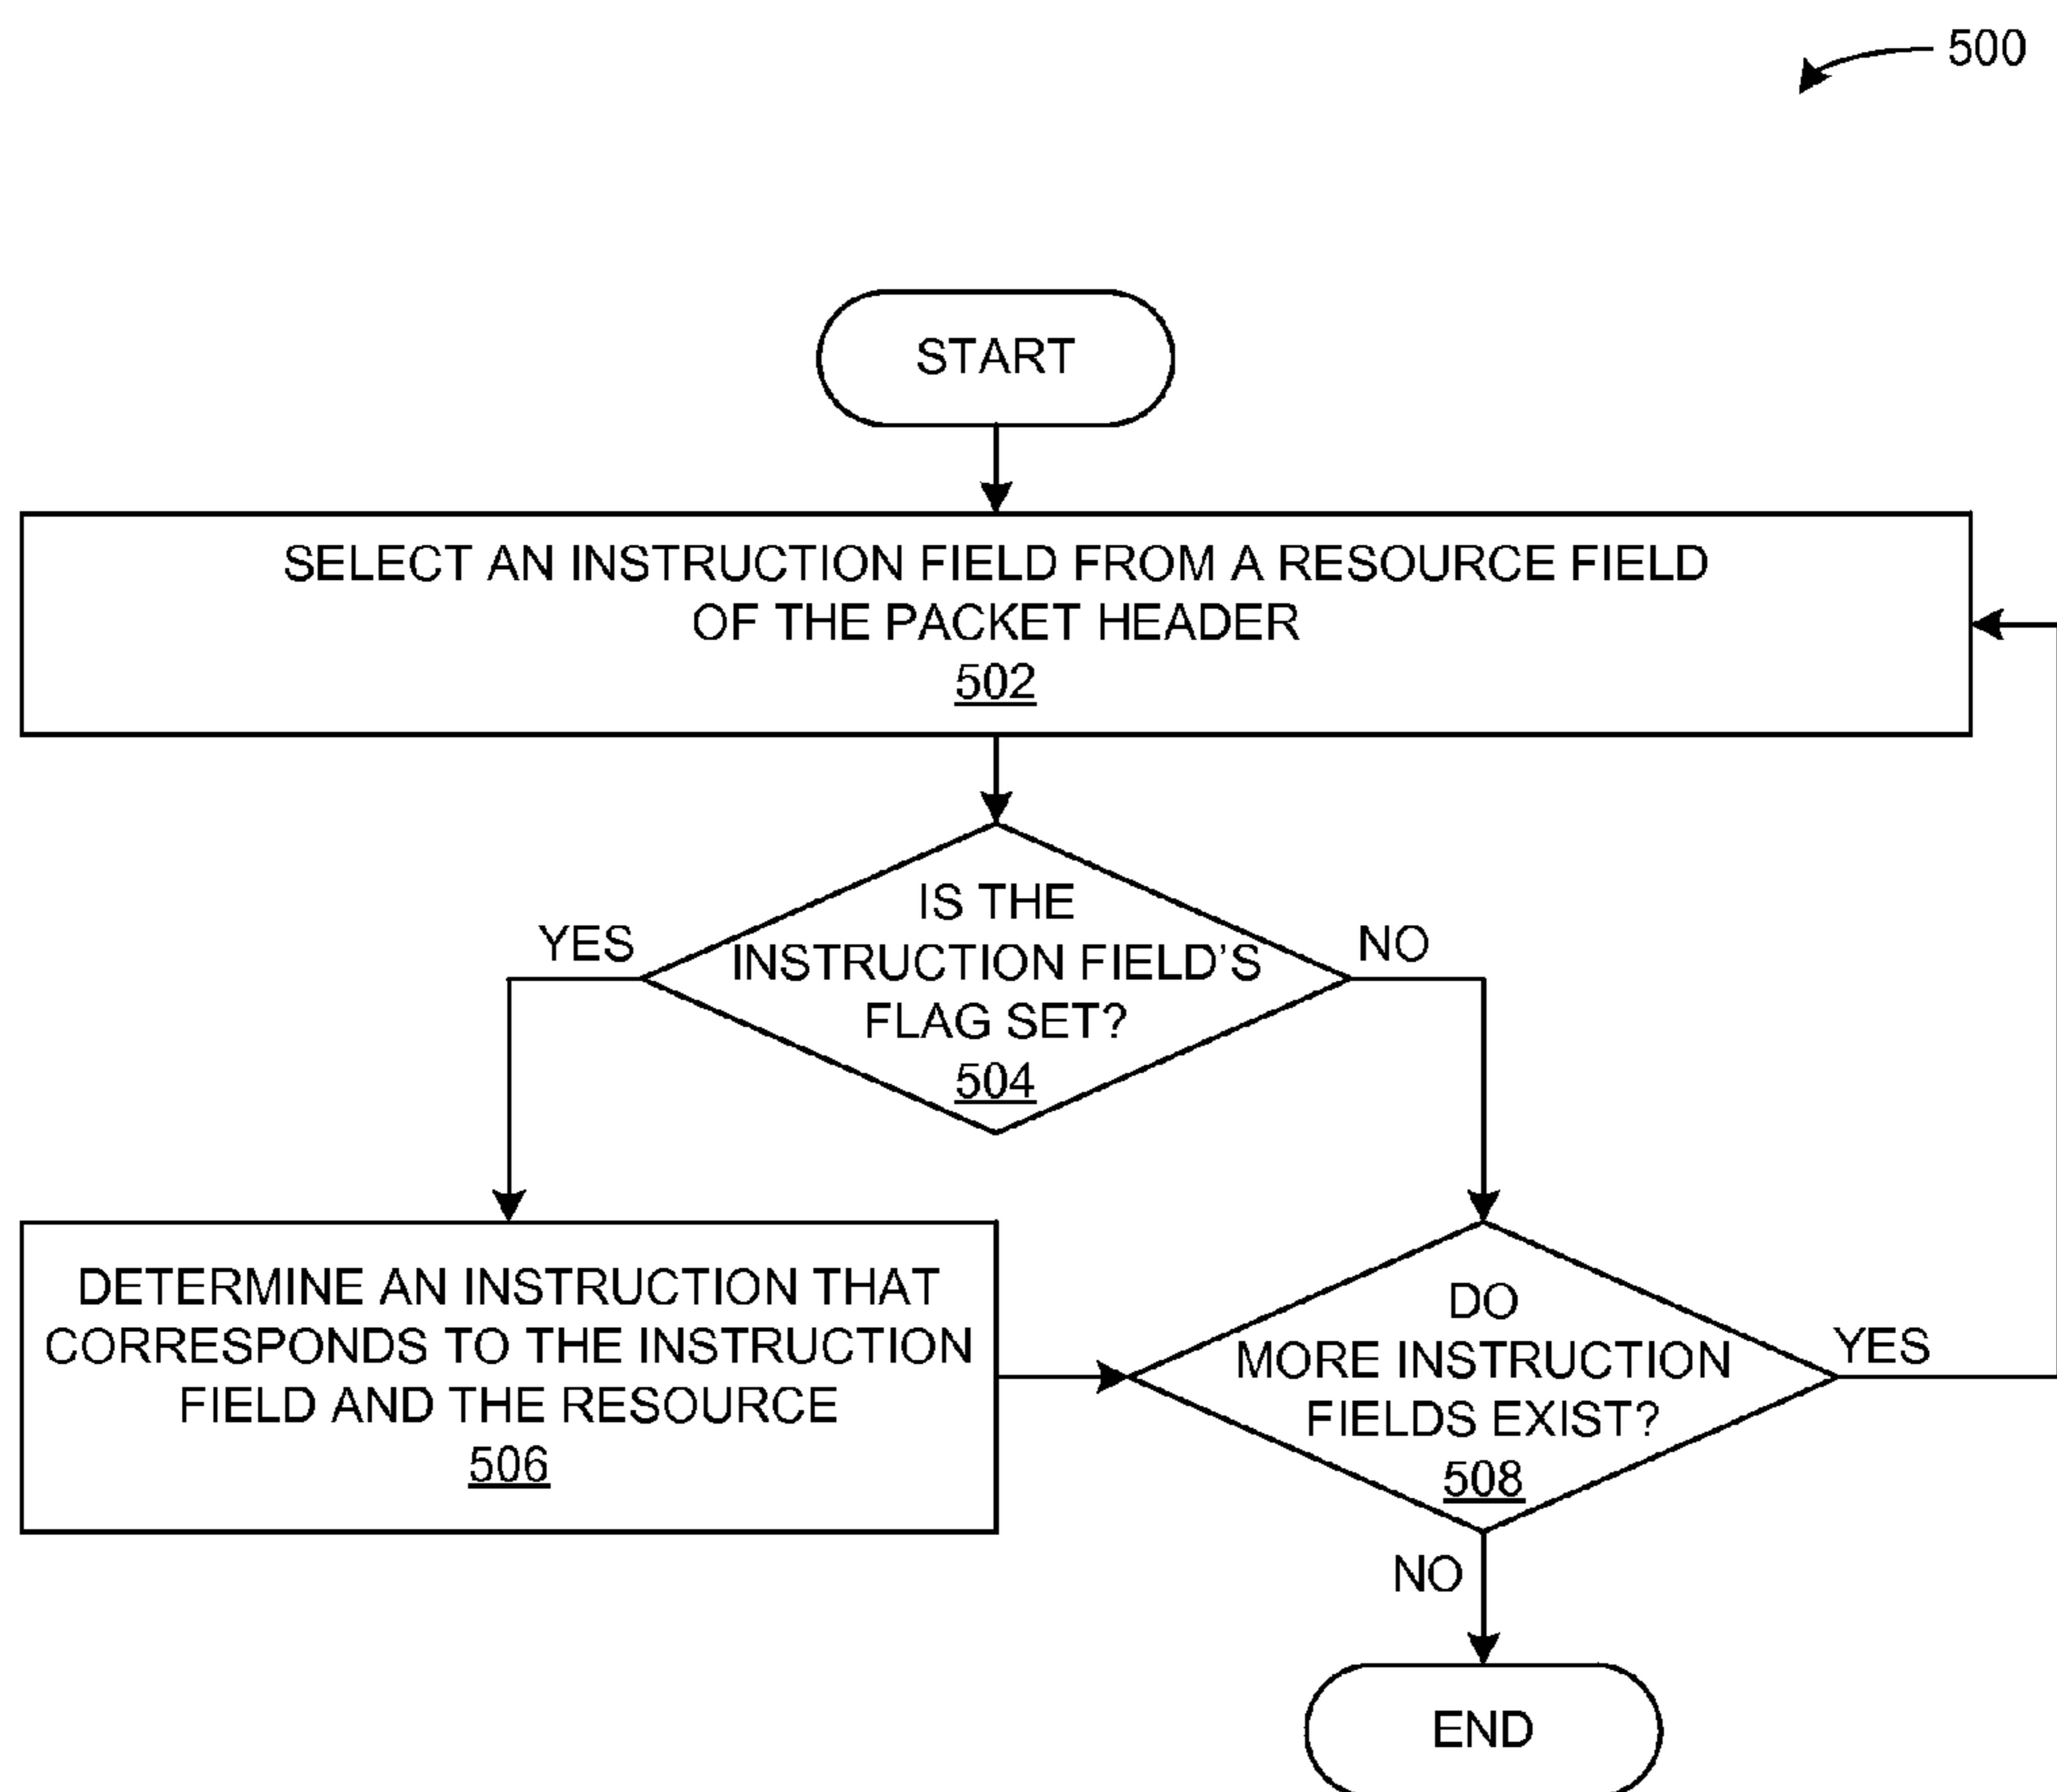 500
START
SELECT AN INSTRUCTION FIELD FROM A RESOURCE FIELD
OF THE PACKET HEADER
502
IS THE
INSTRUCTION FIELD'S
FLAG SET?
504
YES
NO
DETERMINE AN INSTRUCTION THAT
CORRESPONDS TO THE INSTRUCTION
FIELD AND THE RESOURCE
506
DO
MORE INSTRUCTION
FIELDS EXIST?
508
YES
NO
END